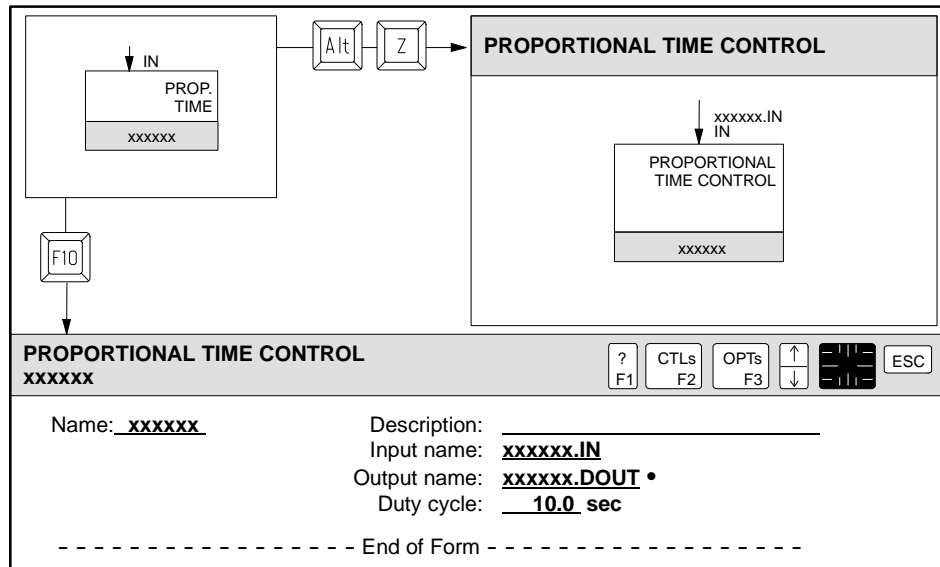 IN
PROP.
TIME
xxxxxx
Alt Z
PROPORTIONAL TIME CONTROL
xxxxxx.IN
IN
PROPORTIONAL
TIME CONTROL
xxxxxx
F10
PROPORTIONAL TIME CONTROL
xxxxxx
? F1
CTLs F2
OPTs F3
↑ ↓
ESC
Name: xxxxxx
Description:
Input name: xxxxxx.IN
Output name: xxxxxx.DOUT •
Duty cycle: 10.0 sec
- - - - - - - - - - - - - - - - - - End of Form - - - - - - - - - - - - - - - - - - -